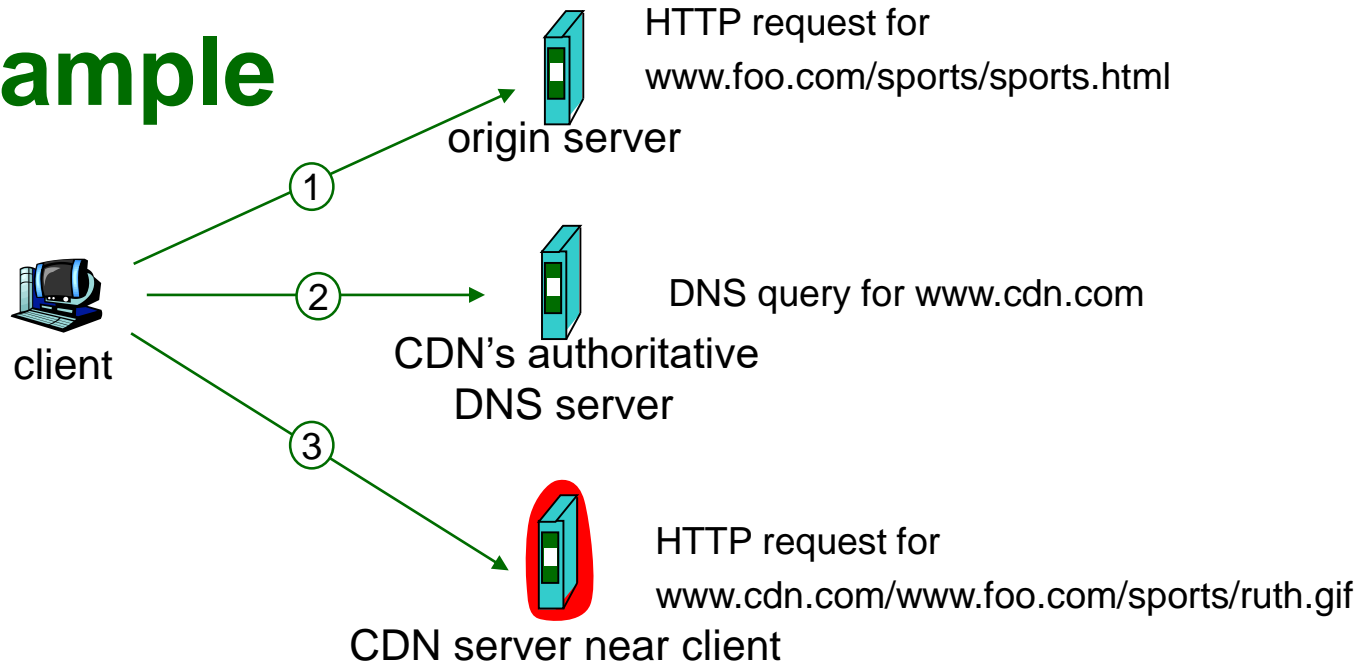 ample
HTTP request for
www.foo.com/sports/sports.html
origin server
1
client
2
DNS query for www.cdn.com
CDN’s authoritative
DNS server
3
HTTP request for
www.cdn.com/www.foo.com/sports/ruth.gif
CDN server near client